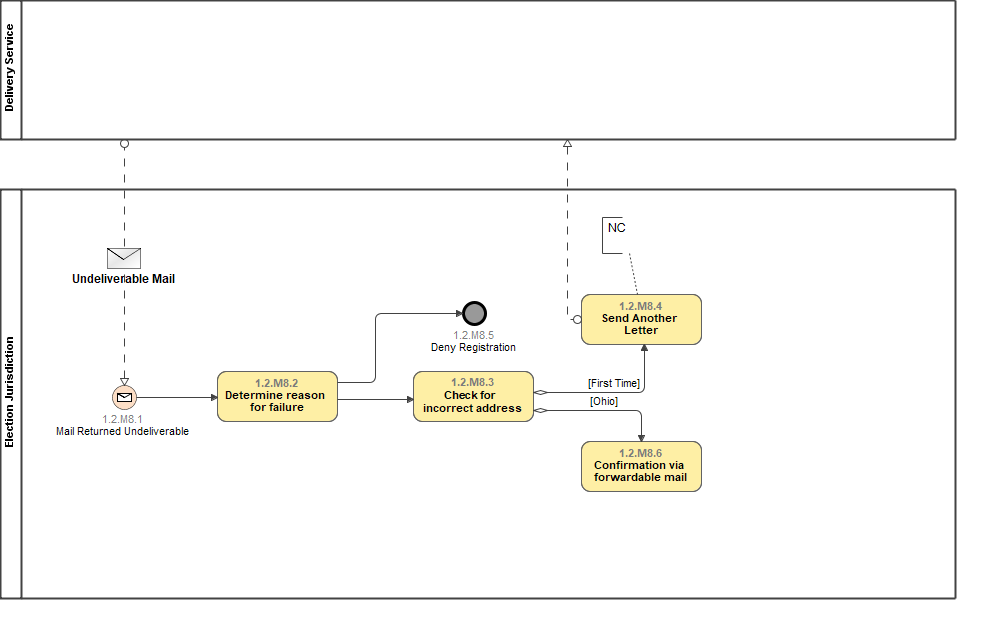 Delivery Service
Election Jurisdiction
Undeliverable Mail
1.2.M8.1
Mail Returned Undeliverable
1.2.M8.2
Determine reason
for failure
1.2.M8.5
Deny Registration
1.2.M8.3
Check for
incorrect address
NC
1.2.M8.4
Send Another
Letter
[First Time]
[Ohio]
1.2.M8.6
Confirmation via
forwardable mail